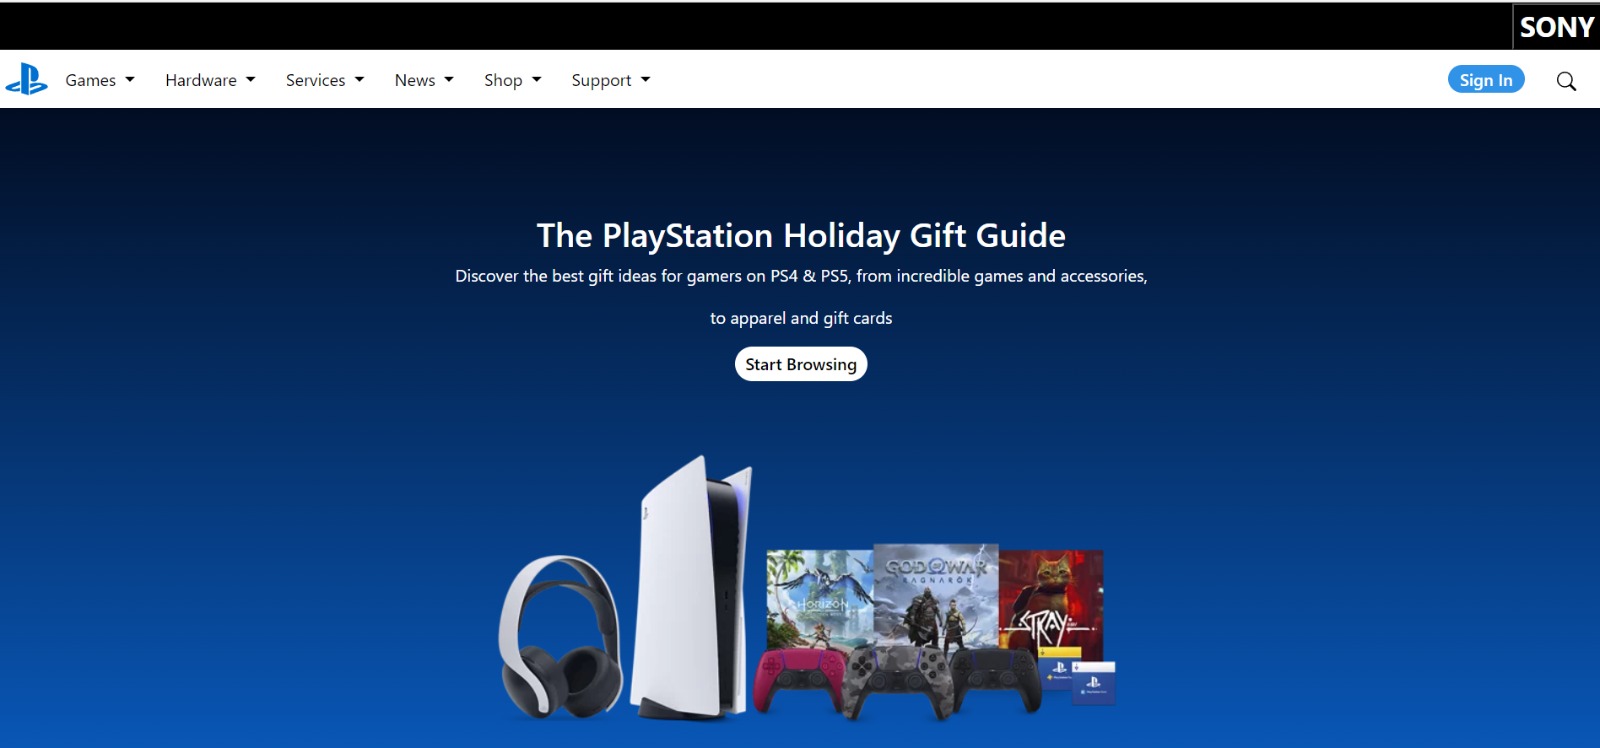 SONY
Games
Hardware
Services
News
Shop
Support
Sign In
The PlayStation Holiday Gift Guide
Discover the best gift ideas for gamers on PS4 & PS5, from incredible games and accessories,
to apparel and gift cards
Start Browsing
HORIZON
GOD OF WAR
RAGNARÖK
STRAY